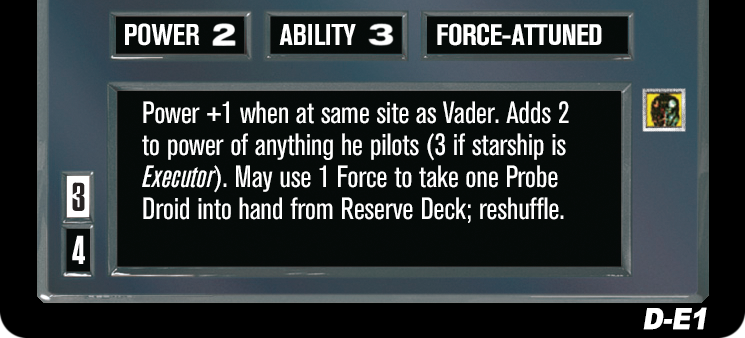 POWER 2 ABILITY 3 FORCE-ATTUNED
Power +1 when at same site as Vader. Adds 2
to power of anything he pilots (3 if starship is
Executor). May use 1 Force to take one Probe
Droid into hand from Reserve Deck; reshuffle.
3
4
D-E1